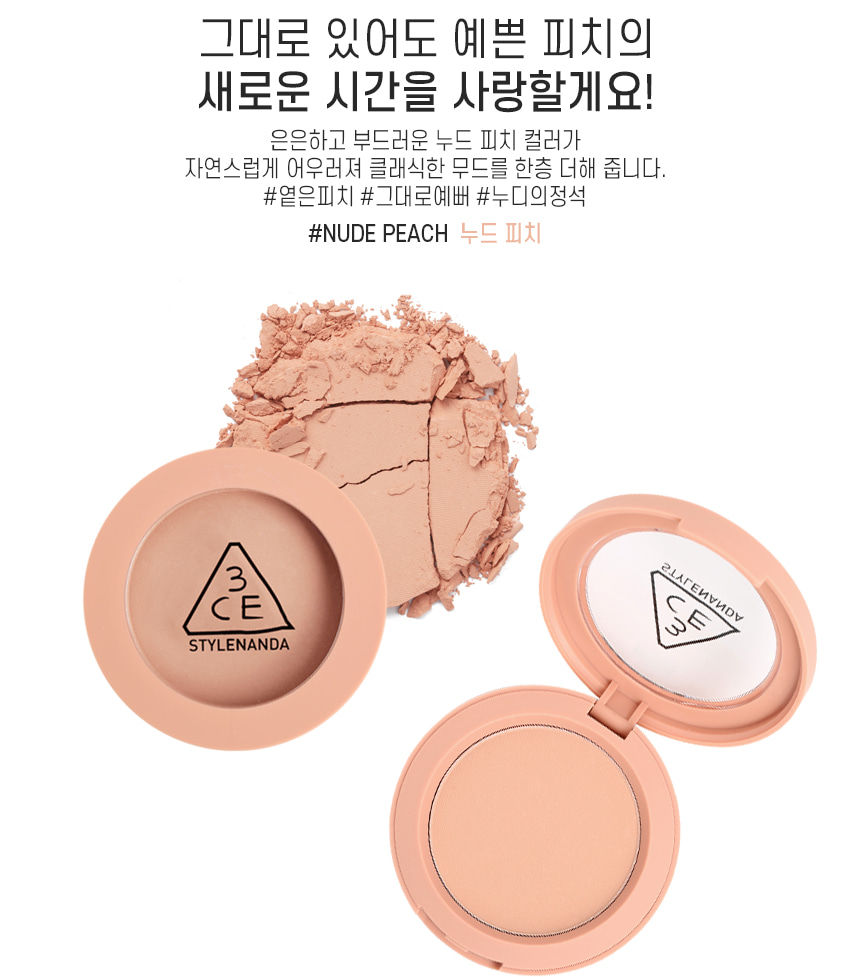 그대로 있어도 예쁜 피치의
새로운 시간을 사랑할게요!
은은하고 부드러운 누드 피치 컬러가
자연스럽게 어우러져 클래식한 무드를 한층 더해 줍니다.
#옅은피치 #그대로예뻐 #누디의정석
#NUDE PEACH 누드 피치
3
CE
STYLENANDA
STYLENANDA
CE
3